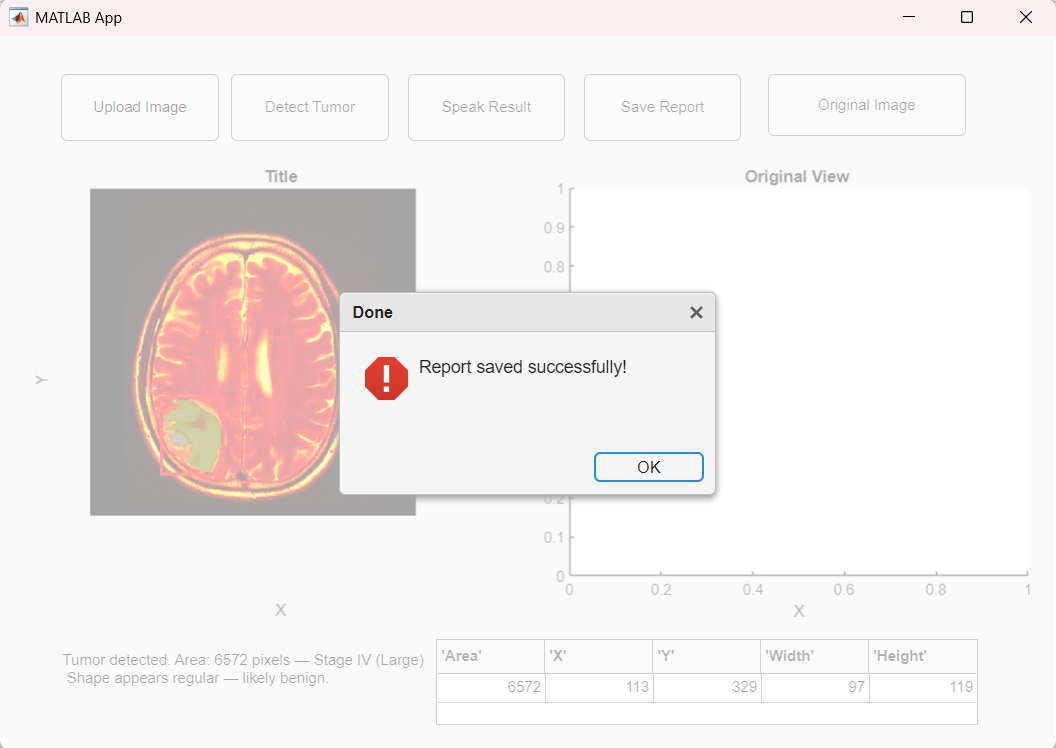 MATLAB App
Upload Image
Detect Tumor
Speak Result
Save Report
Original Image
Title
Original View
Y
1
0.9
0.8
Done
Report saved successfully!
OK
0.2
0.1
0
0
0.2
0.4
0.6
0.8
1
X
X
Tumor detected. Area: 6572 pixels — Stage IV (Large)
Shape appears regular — likely benign.
'Area' 'X' 'Y' 'Width' 'Height'
6572 113 329 97 119